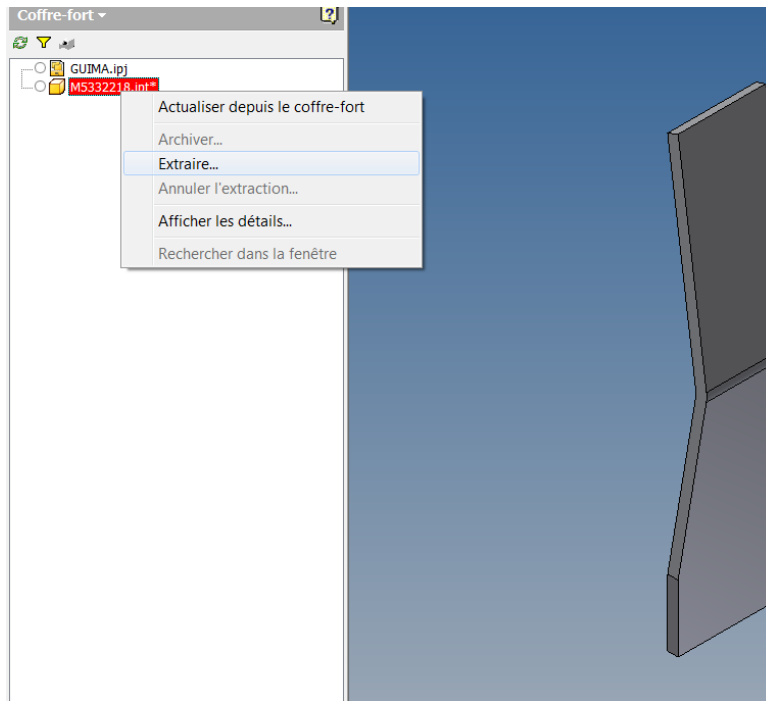 Coffre-fort
GUIMA.ipj
M5332218.ipt*
Actualiser depuis le coffre-fort
Archiver...
Extraire...
Annuler l'extraction...
Afficher les détails...
Rechercher dans la fenêtre